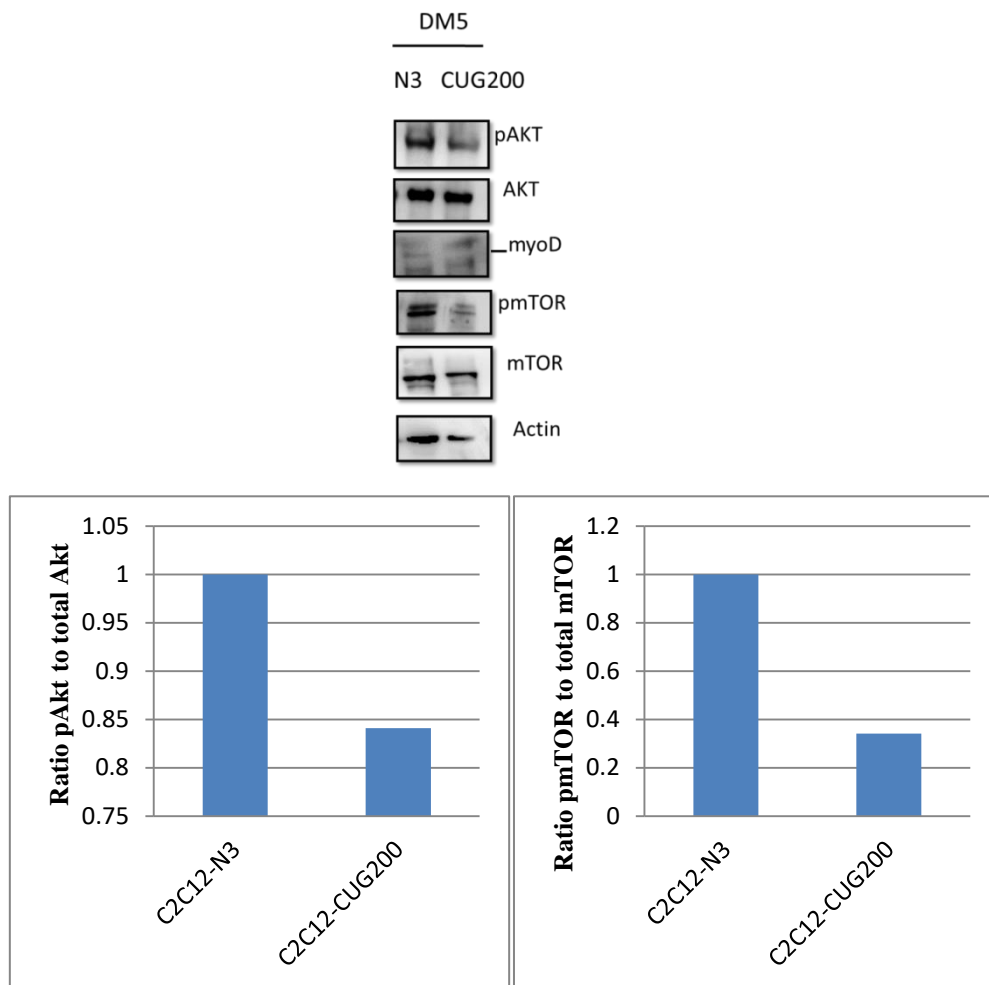 DM5
N3 CUG200
pAKT
AKT
myoD
pmTOR
mTOR
Actin
Ratio pAkt to total Akt
1.05
1
0.95
0.9
0.85
0.8
0.75
C2C12-N3
C2C12-CUG200
Ratio pmTOR to total mTOR
1.2
1
0.8
0.6
0.4
0.2
0
C2C12-N3
C2C12-CUG200